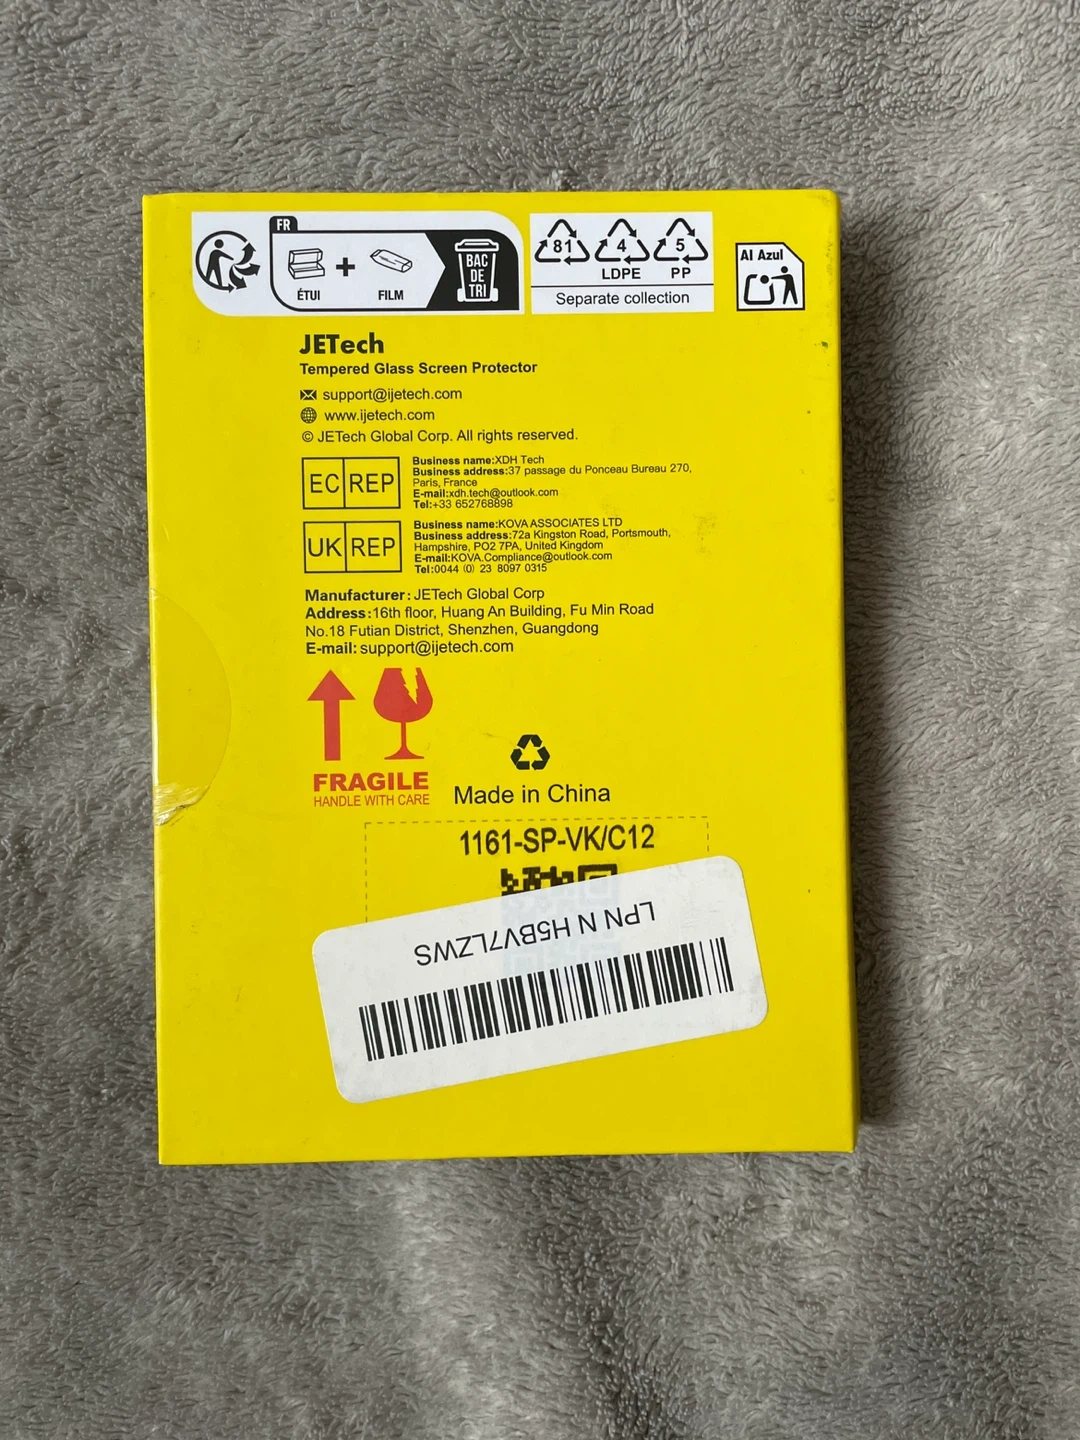 FR
ÉTUI
FILM
BAC
DE
TRI
81
4
5
LDPE
PP
Separate collection
Al Azul
JETech
Tempered Glass Screen Protector
support@ijetech.com
www.ijetech.com
© JETech Global Corp. All rights reserved.
EC REP
Business name:XDH Tech
Business address:37 passage du Ponceau Bureau 270,
Paris, France
E-mail:xdh.tech@outlook.com
Tel:+33 652768898
UK REP
Business name:KOVA ASSOCIATES LTD
Business address:72a Kingston Road, Portsmouth,
Hampshire, PO2 7PA, United Kingdom
E-mail:KOVA.Compliance@outlook.com
Tel:0044 (0) 23 8097 0315
Manufacturer: JETech Global Corp
Address:16th floor, Huang An Building, Fu Min Road
No.18 Futian District, Shenzhen, Guangdong
E-mail: support@ijetech.com
FRAGILE
HANDLE WITH CARE
Made in China
1161-SP-VK/C12
LPN N H5BV7LZWS